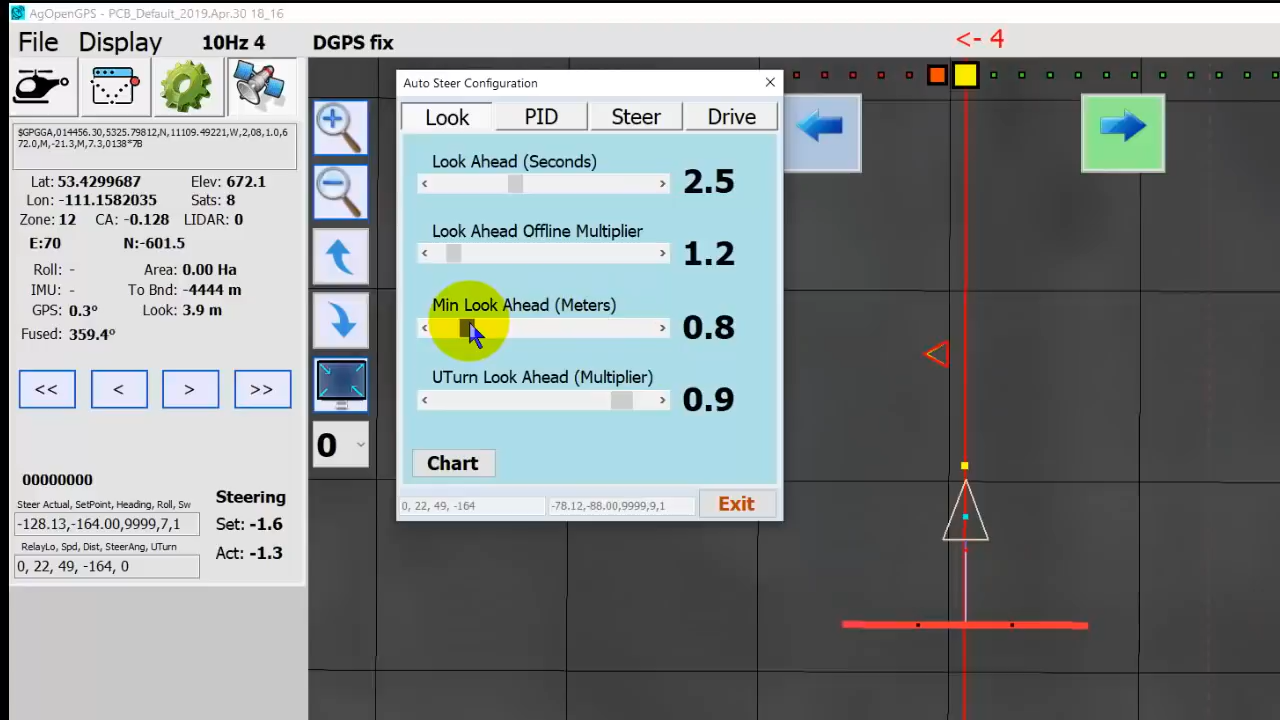 AgOpenGPS - PCB_Default_2019.Apr.30 18_16
File Display 10Hz 4 DGPS fix <- 4
$GPGGA,014456.30,5325.79812,N,11109.49221,W,2,08,1.0,6
72.0,M,-21.3,M,7.3,0138*7B
Lat: 53.4299687 Elev: 672.1
Lon: -111.1582035 Sats: 8
Zone: 12 CA: -0.128 LIDAR: 0
E:70 N:-601.5
Roll: - Area: 0.00 Ha
IMU: - To Bnd: -4444 m
GPS: 0.3° Look: 3.9 m
Fused: 359.4°
<< < > >>
00000000
Steer Actual, SetPoint, Heading, Roll, Sw
-128.13,-164.00,9999,7,1
RelayLo, Spd, Dist, SteerAng, UTurn
0, 22, 49, -164, 0
Steering
Set: -1.6
Act: -1.3
0
Auto Steer Configuration
Look PID Steer Drive
Look Ahead (Seconds)
< > 2.5
Look Ahead Offline Multiplier
< > 1.2
Min Look Ahead (Meters)
< > 0.8
UTurn Look Ahead (Multiplier)
< > 0.9
Chart
0, 22, 49, -164 -78.12,-88.00,9999,9,1 Exit